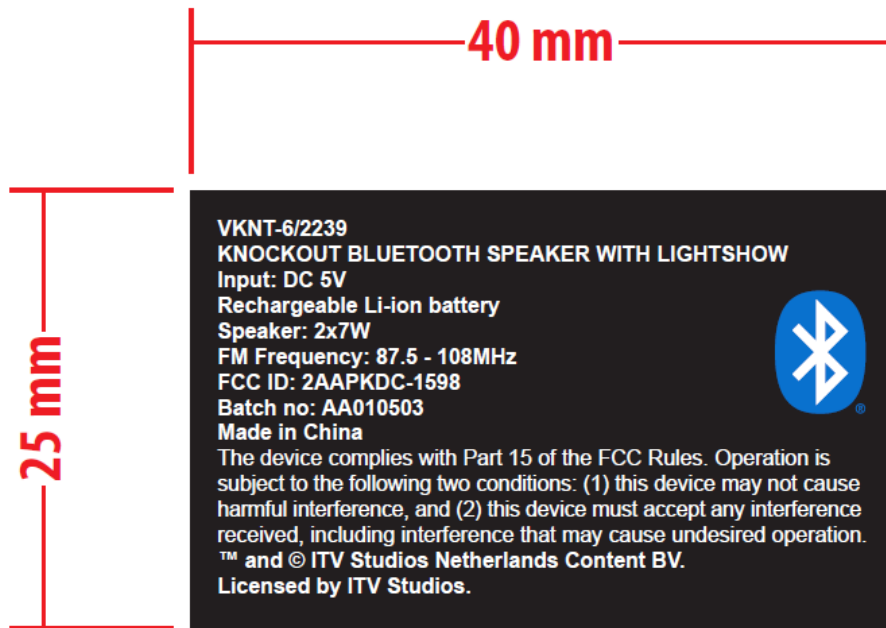 40 mm
25 mm
VKNT-6/2239
KNOCKOUT BLUETOOTH SPEAKER WITH LIGHTSHOW
Input: DC 5V
Rechargeable Li-ion battery
Speaker: 2x7W
FM Frequency: 87.5 - 108MHz
FCC ID: 2AAPKDC-1598
Batch no: AA010503
Made in China
The device complies with Part 15 of the FCC Rules. Operation is
subject to the following two conditions: (1) this device may not cause
harmful interference, and (2) this device must accept any interference
received, including interference that may cause undesired operation.
™ and © ITV Studios Netherlands Content BV.
Licensed by ITV Studios.
®